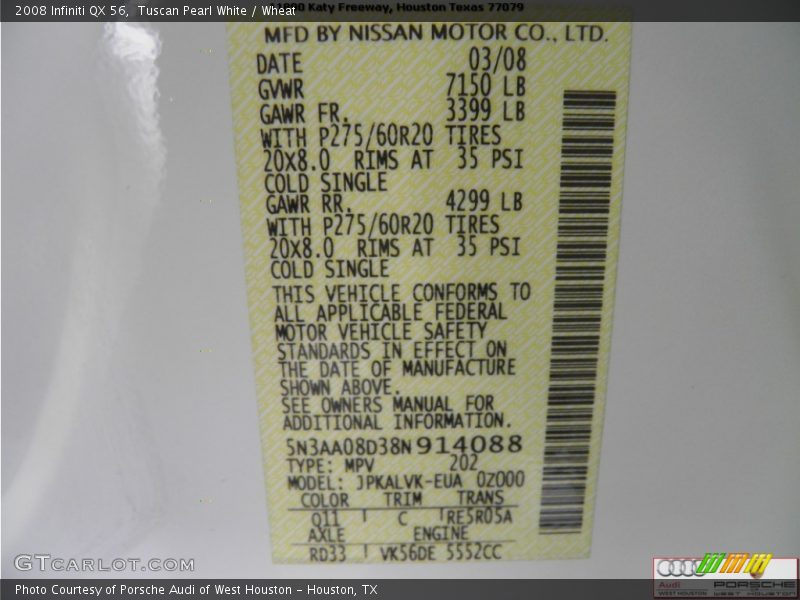 2008 Infiniti QX 56,  Tuscan Pearl White / Wheat
Katy Freeway, Houston Texas 77079
MFD BY NISSAN MOTOR CO., LTD.
DATE 03/08
GVWR 7150 LB
GAWR FR. 3399 LB
WITH P275/60R20 TIRES
20X8.0 RIMS AT 35 PSI
COLD SINGLE
GAWR RR. 4299 LB
WITH P275/60R20 TIRES
20X8.0 RIMS AT 35 PSI
COLD SINGLE
THIS VEHICLE CONFORMS TO
ALL APPLICABLE FEDERAL
MOTOR VEHICLE SAFETY
STANDARDS IN EFFECT ON
THE DATE OF MANUFACTURE
SHOWN ABOVE.
SEE OWNERS MANUAL FOR
ADDITIONAL INFORMATION.
5N3AA08D38N914088
TYPE: MPV 202
MODEL: JPKALVK-EUA 0Z000
COLOR TRIM TRANS
Q11 C RE5R05A
AXLE ENGINE
RD33 VK56DE 5552CC
GTCARLOT.COM
Audi PORSCHE
WEST HOUSTON WEST HOUSTON
Photo Courtesy of Porsche Audi of West Houston – Houston, TX